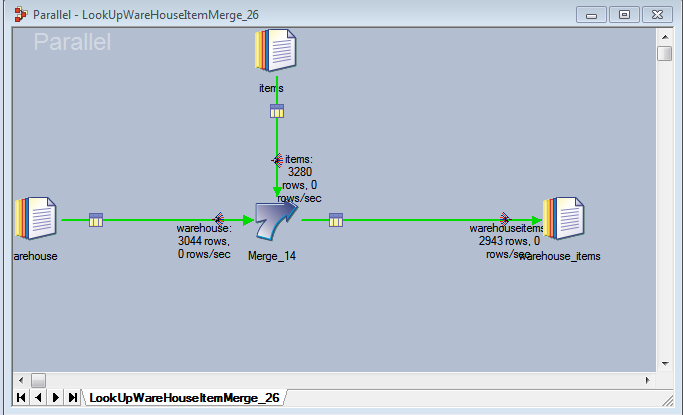 Parallel - LookUpWareHouseItemMerge_26
Parallel
items
items:
3280
rows, 0
rows/sec
arehouse
warehouse:
3044 rows,
0 rows/sec
Merge_14
warehouseitems
2943 rows, 0
rows/sec
warehouse_items
LookUpWareHouseItemMerge_26